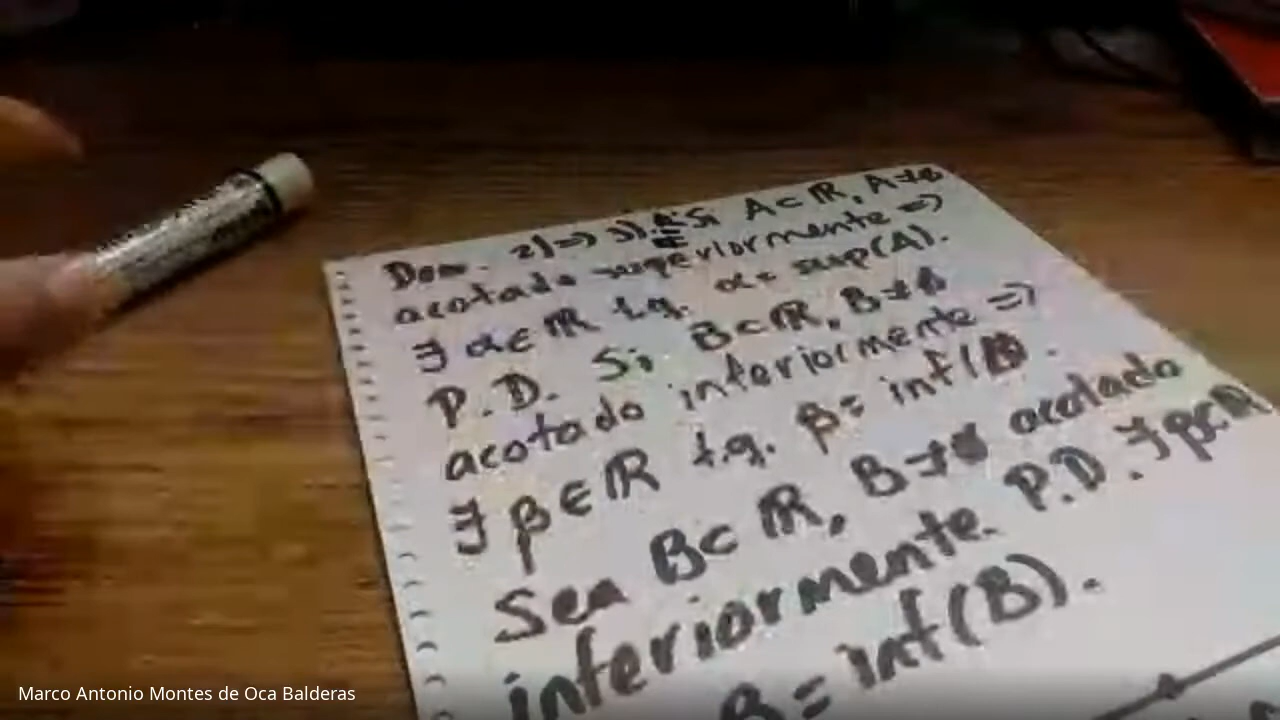 Dem. 2) => 3). Si A⊂ℝ, A≠∅
acotado superiormente =>
∃ α∈ℝ t.q. α= sup(A).
P.D. Si B⊂ℝ, B≠∅
acotado inferiormente =>
∃ β∈ℝ t.q. β= inf(B).
Sea B⊂ℝ, B≠∅ acotado
inferiormente. P.D. ∃ β∈ℝ
β= inf(B).
Marco Antonio Montes de Oca Balderas